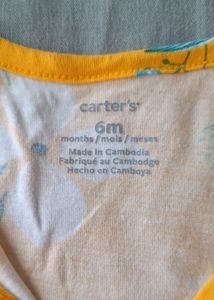 carter's
6m
months / mois / meses
Made in Cambodia
Fabriqué au Cambodge
Hecho en Camboya